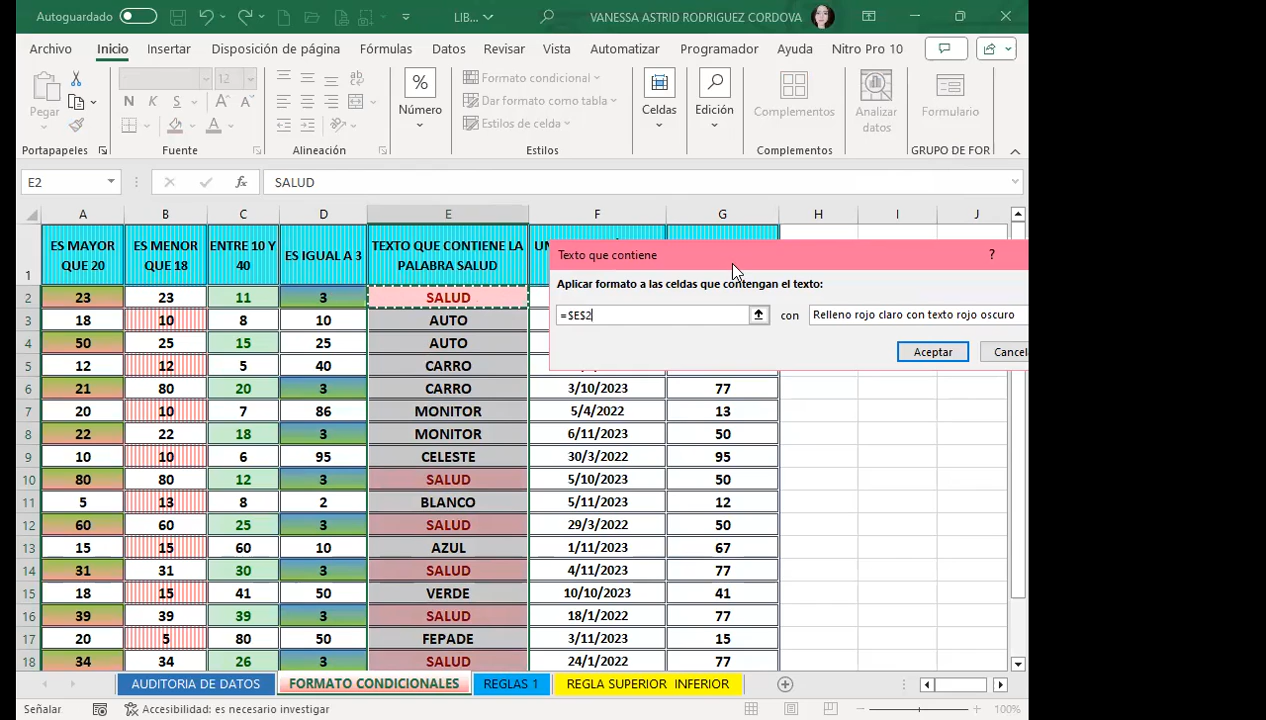 Autoguardado LIB... VANESSA ASTRID RODRIGUEZ CORDOVA
Archivo Inicio Insertar Disposición de página Fórmulas Datos Revisar Vista Automatizar Programador Ayuda Nitro Pro 10
Pegar 12 N K S Número Formato condicional Dar formato como tabla Estilos de celda Celdas Edición Complementos Analizar datos Formulario
Portapapeles Fuente Alineación Estilos Complementos GRUPO DE FOR
E2 fx SALUD
A B C D E F G H I J
1 ES MAYOR QUE 20 ES MENOR QUE 18 ENTRE 10 Y 40 ES IGUAL A 3 TEXTO QUE CONTIENE LA PALABRA SALUD
2 23 23 11 3 SALUD
3 18 10 8 10 AUTO
4 50 25 15 25 AUTO
5 12 12 5 40 CARRO
6 21 80 20 3 CARRO 3/10/2023 77
7 20 10 7 86 MONITOR 5/4/2022 13
8 22 22 18 3 MONITOR 6/11/2023 50
9 10 10 6 95 CELESTE 30/3/2022 95
10 80 80 12 3 SALUD 5/10/2023 50
11 5 13 8 2 BLANCO 5/11/2023 12
12 60 60 25 3 SALUD 29/3/2022 50
13 15 15 60 10 AZUL 1/11/2023 67
14 31 31 30 3 SALUD 4/11/2023 77
15 18 15 41 50 VERDE 10/10/2023 41
16 39 39 39 3 SALUD 18/1/2022 77
17 20 5 80 50 FEPADE 3/11/2023 15
18 34 34 26 3 SALUD 24/1/2022 77
Texto que contiene ?
Aplicar formato a las celdas que contengan el texto:
=$E$2 con Relleno rojo claro con texto rojo oscuro
Aceptar Cancel
AUDITORIA DE DATOS FORMATO CONDICIONALES REGLAS 1 REGLA SUPERIOR INFERIOR
Señalar Accesibilidad: es necesario investigar 100%